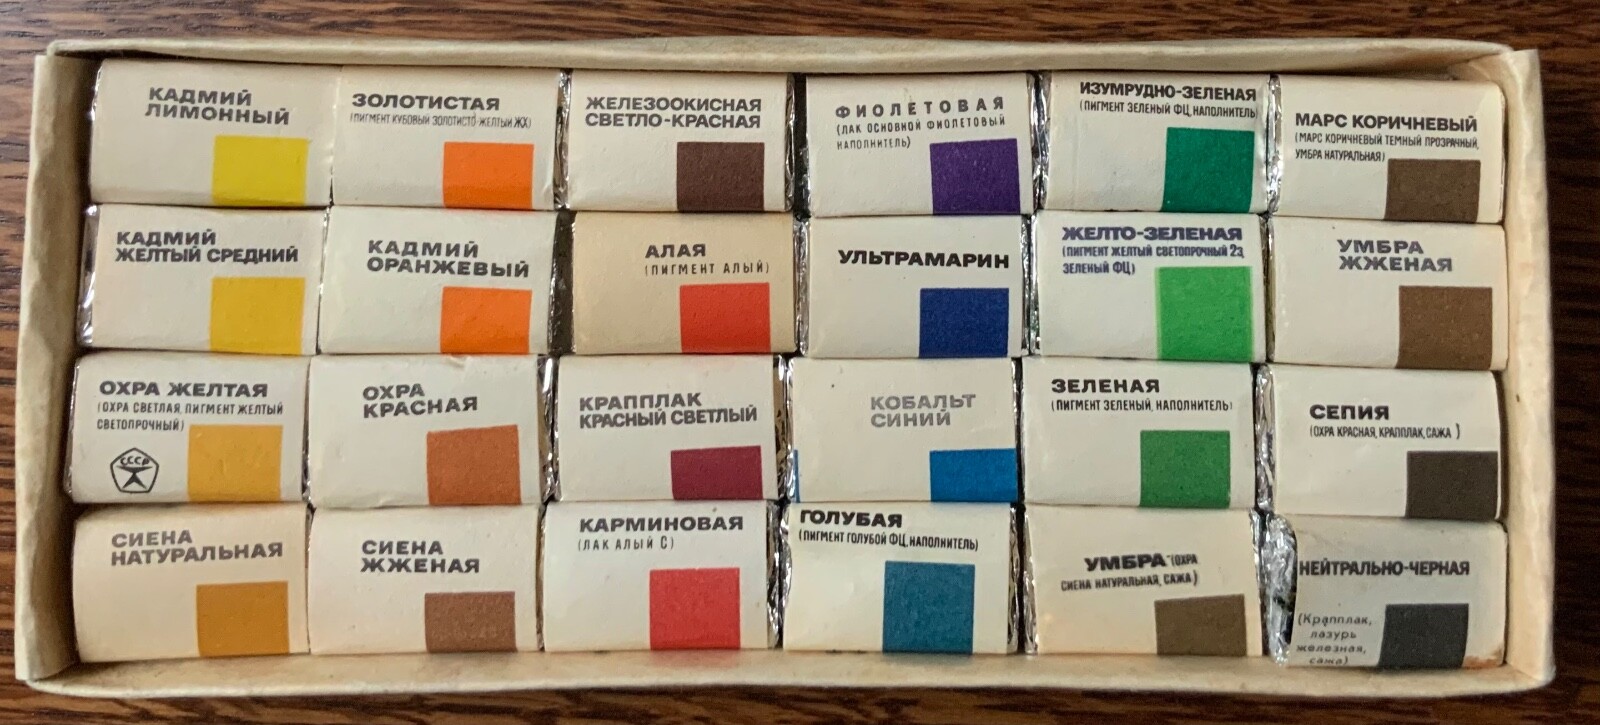 КАДМИЙ
ЛИМОННЫЙ
ЗОЛОТИСТАЯ
(ПИГМЕНТ КУБОВЫЙ ЗОЛОТИСТО-ЖЕЛТЫЙ ЖХ)
ЖЕЛЕЗООКИСНАЯ
СВЕТЛО-КРАСНАЯ
ФИОЛЕТОВАЯ
(ЛАК ОСНОВНОЙ ФИОЛЕТОВЫЙ
НАПОЛНИТЕЛЬ)
ИЗУМРУДНО-ЗЕЛЕНАЯ
(ПИГМЕНТ ЗЕЛЕНЫЙ ФЦ, НАПОЛНИТЕЛЬ)
МАРС КОРИЧНЕВЫЙ
(МАРС КОРИЧНЕВЫЙ ТЕМНЫЙ ПРОЗРАЧНЫЙ,
УМБРА НАТУРАЛЬНАЯ)
КАДМИЙ
ЖЕЛТЫЙ СРЕДНИЙ
КАДМИЙ
ОРАНЖЕВЫЙ
АЛАЯ
(ПИГМЕНТ АЛЫЙ)
УЛЬТРАМАРИН
ЖЕЛТО-ЗЕЛЕНАЯ
(ПИГМЕНТ ЖЕЛТЫЙ СВЕТОПРОЧНЫЙ 2З,
ЗЕЛЕНЫЙ ФЦ)
УМБРА
ЖЖЕНАЯ
ОХРА ЖЕЛТАЯ
(ОХРА СВЕТЛАЯ, ПИГМЕНТ ЖЕЛТЫЙ
СВЕТОПРОЧНЫЙ)
СССР
ОХРА
КРАСНАЯ
КРАППЛАК
КРАСНЫЙ СВЕТЛЫЙ
КОБАЛЬТ
СИНИЙ
ЗЕЛЕНАЯ
(ПИГМЕНТ ЗЕЛЕНЫЙ, НАПОЛНИТЕЛЬ)
СЕПИЯ
(ОХРА КРАСНАЯ, КРАППЛАК, САЖА )
СИЕНА
НАТУРАЛЬНАЯ
СИЕНА
ЖЖЕНАЯ
КАРМИНОВАЯ
(ЛАК АЛЫЙ С)
ГОЛУБАЯ
(ПИГМЕНТ ГОЛУБОЙ ФЦ, НАПОЛНИТЕЛЬ)
УМБРА (ОХРА
СИЕНА НАТУРАЛЬНАЯ, САЖА)
НЕЙТРАЛЬНО-ЧЕРНАЯ
(Крапплак,
лазурь
железная,
сажа)